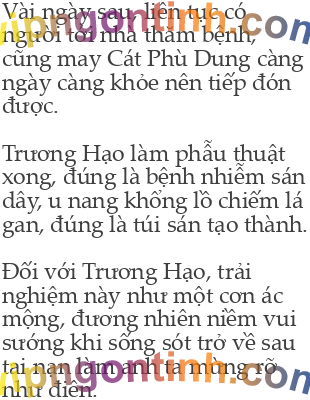 Vài ngày sau, liên tục có
người tới nhà thăm bệnh,
cũng may Cát Phù Dung càng
ngày càng khỏe nên tiếp đón
được.
Trương Hạo làm phẫu thuật
xong, đúng là bệnh nhiễm sán
dây, u nang khổng lồ chiếm lá
gan, đúng là túi sán tạo thành.
Đối với Trương Hạo, trải
nghiệm này như một cơn ác
mộng, đương nhiên niềm vui
sướng khi sống sót trở về sau
tai nạn làm anh ta mừng rỡ
như điên.
vipngontinh.com
vipngontinh.com